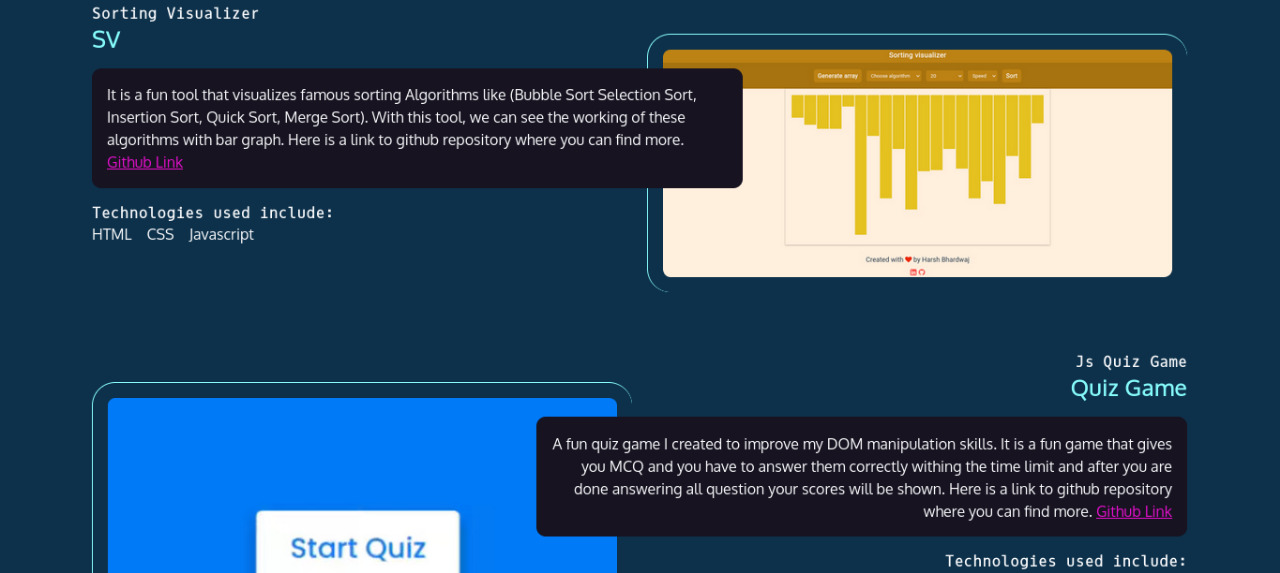 Sorting Visualizer
SV
It is a fun tool that visualizes famous sorting Algorithms like (Bubble Sort Selection Sort,
Insertion Sort, Quick Sort, Merge Sort). With this tool, we can see the working of these
algorithms with bar graph. Here is a link to github repository where you can find more.
Github Link
Technologies used include:
HTML CSS Javascript
Sorting visualizer
Generate array Choose algorithm 20 Speed Sort
Created with ❤ by Harsh Bhardwaj
Js Quiz Game
Quiz Game
A fun quiz game I created to improve my DOM manipulation skills. It is a fun game that gives
you MCQ and you have to answer them correctly withing the time limit and after you are
done answering all question your scores will be shown. Here is a link to github repository
where you can find more. Github Link
Start Quiz
Technologies used include: